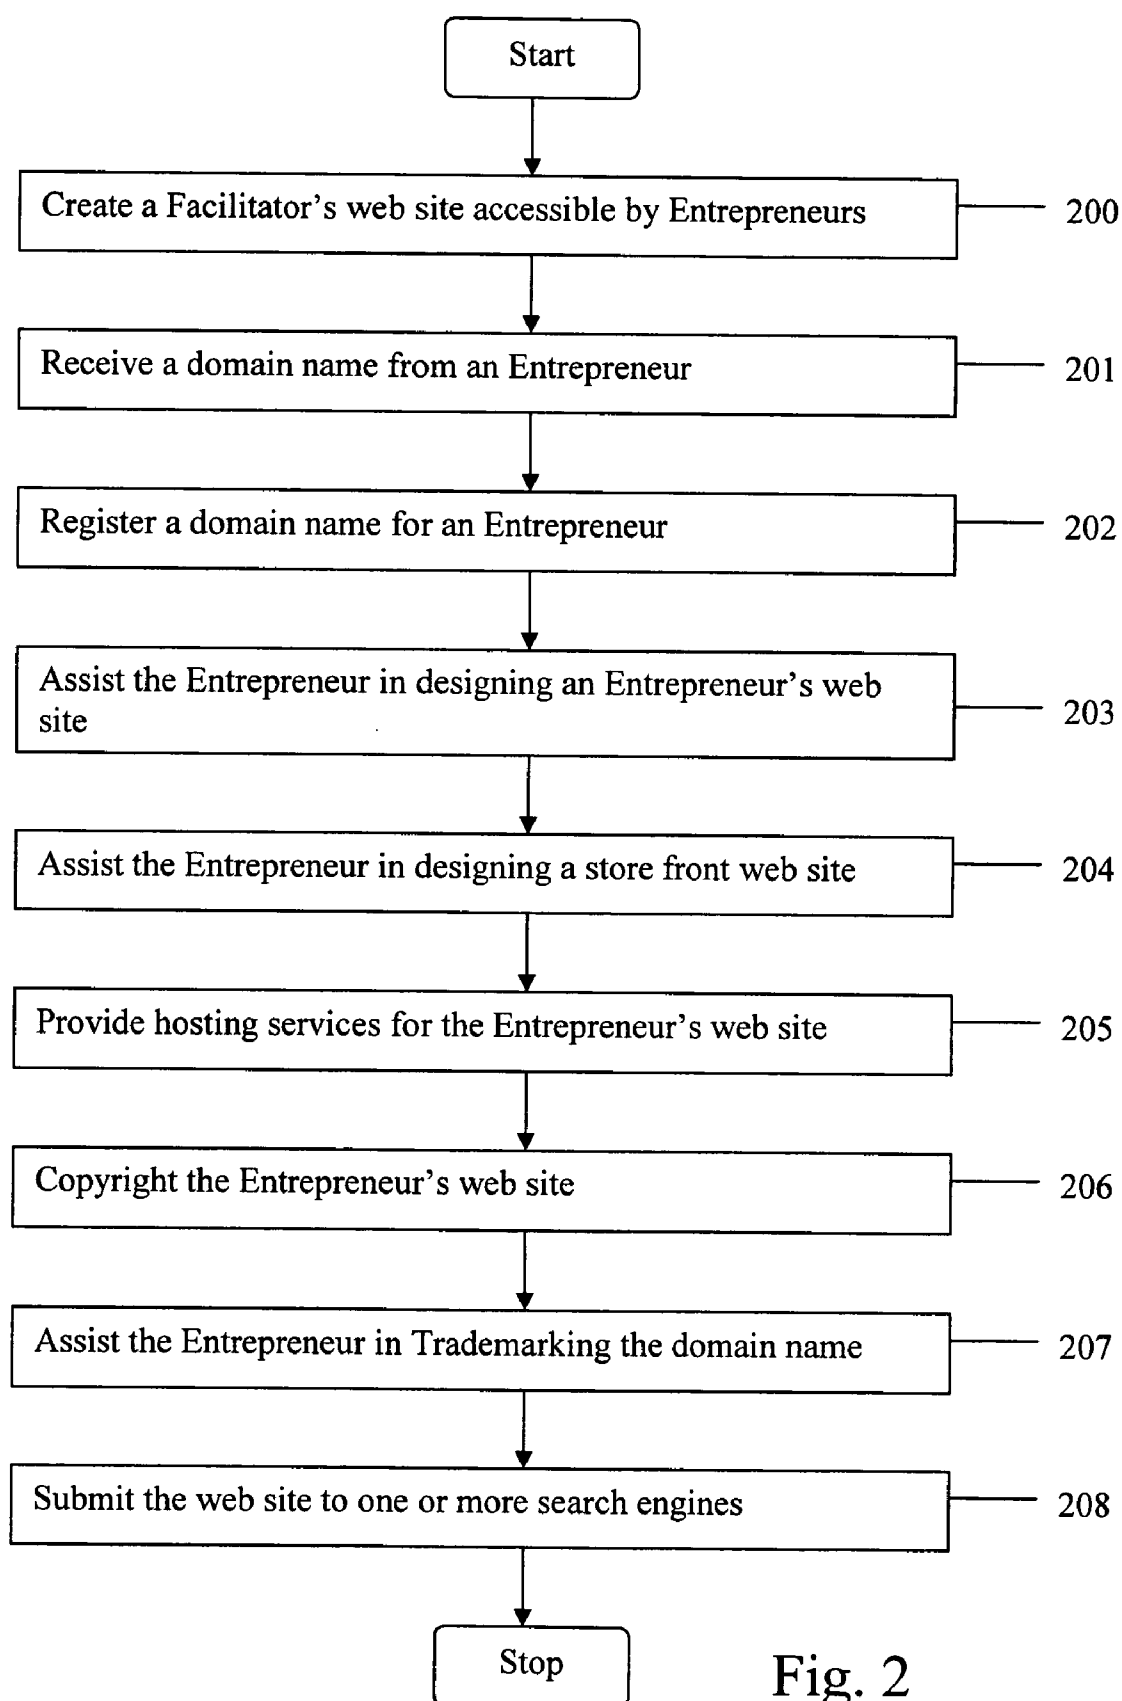 Start
Create a Facilitator's web site accessible by Entrepreneurs
200
Receive a domain name from an Entrepreneur
201
Register a domain name for an Entrepreneur
202
Assist the Entrepreneur in designing an Entrepreneur's web
site
203
Assist the Entrepreneur in designing a store front web site
204
Provide hosting services for the Entrepreneur's web site
205
Copyright the Entrepreneur's web site
206
Assist the Entrepreneur in Trademarking the domain name
207
Submit the web site to one or more search engines
208
Stop
Fig. 2